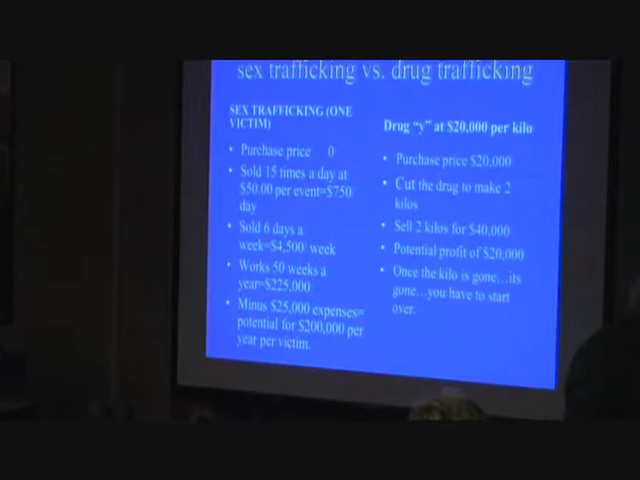 sex trafficking vs. drug trafficking
SEX TRAFFICKING (ONE
VICTIM)
• Purchase price 0
• Sold 15 times a day at
$50.00 per event=$750/
day
• Sold 6 days a
week=$4,500/ week
• Works 50 weeks a
year=$225,000
• Minus $25,000 expenses=
potential for $200,000 per
year per victim.
Drug “y” at $20,000 per kilo
• Purchase price $20,000
• Cut the drug to make 2
kilos
• Sell 2 kilos for $40,000
• Potential profit of $20,000
• Once the kilo is gone…its
gone…you have to start
over.